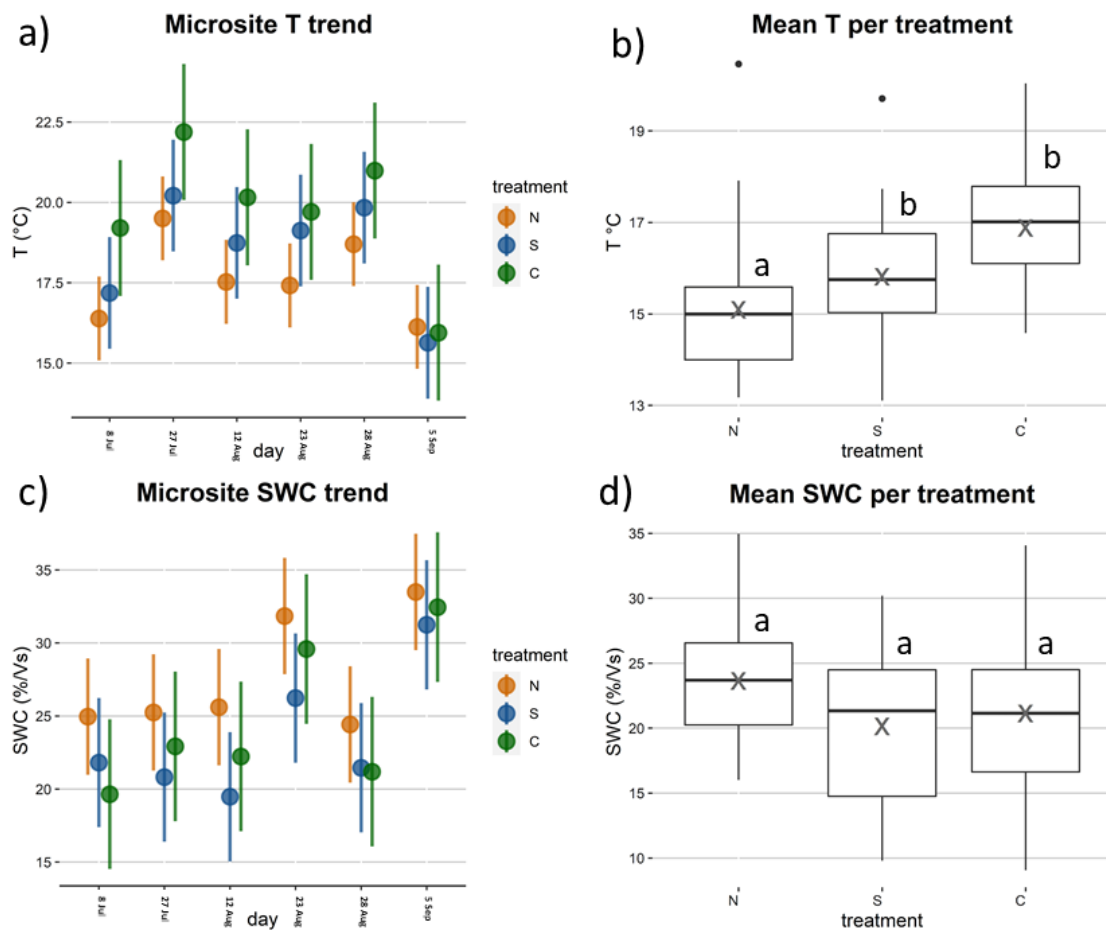 a)
Microsite T trend
T (°C)
22.5
20.0
17.5
15.0
8 Jul
27 Jul
12 Aug
23 Aug
28 Aug
5 Sep
day
treatment
N
S
C
b)
Mean T per treatment
T °C
19
17
15
13
a
b
b
X
X
X
N
S
C
treatment
c)
Microsite SWC trend
SWC (%/Vs)
35
30
25
20
15
8 Jul
27 Jul
12 Aug
23 Aug
28 Aug
5 Sep
day
treatment
N
S
C
d)
Mean SWC per treatment
SWC (%/Vs)
35
30
25
20
15
10
a
a
a
X
X
X
N
S
C
treatment